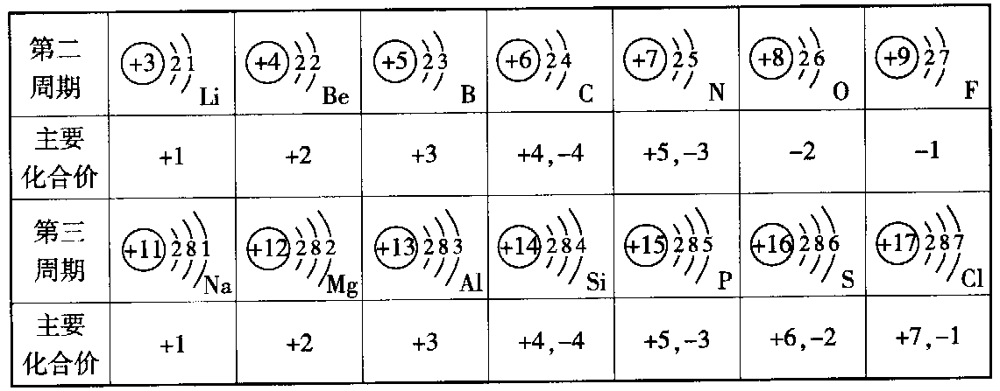 第二周期 +3 2 1 Li +4 2 2 Be +5 2 3 B +6 2 4 C +7 2 5 N +8 2 6 O +9 2 7 F
主要化合价 +1 +2 +3 +4,-4 +5,-3 -2 -1
第三周期 +11 2 8 1 Na +12 2 8 2 Mg +13 2 8 3 Al +14 2 8 4 Si +15 2 8 5 P +16 2 8 6 S +17 2 8 7 Cl
主要化合价 +1 +2 +3 +4,-4 +5,-3 +6,-2 +7,-1